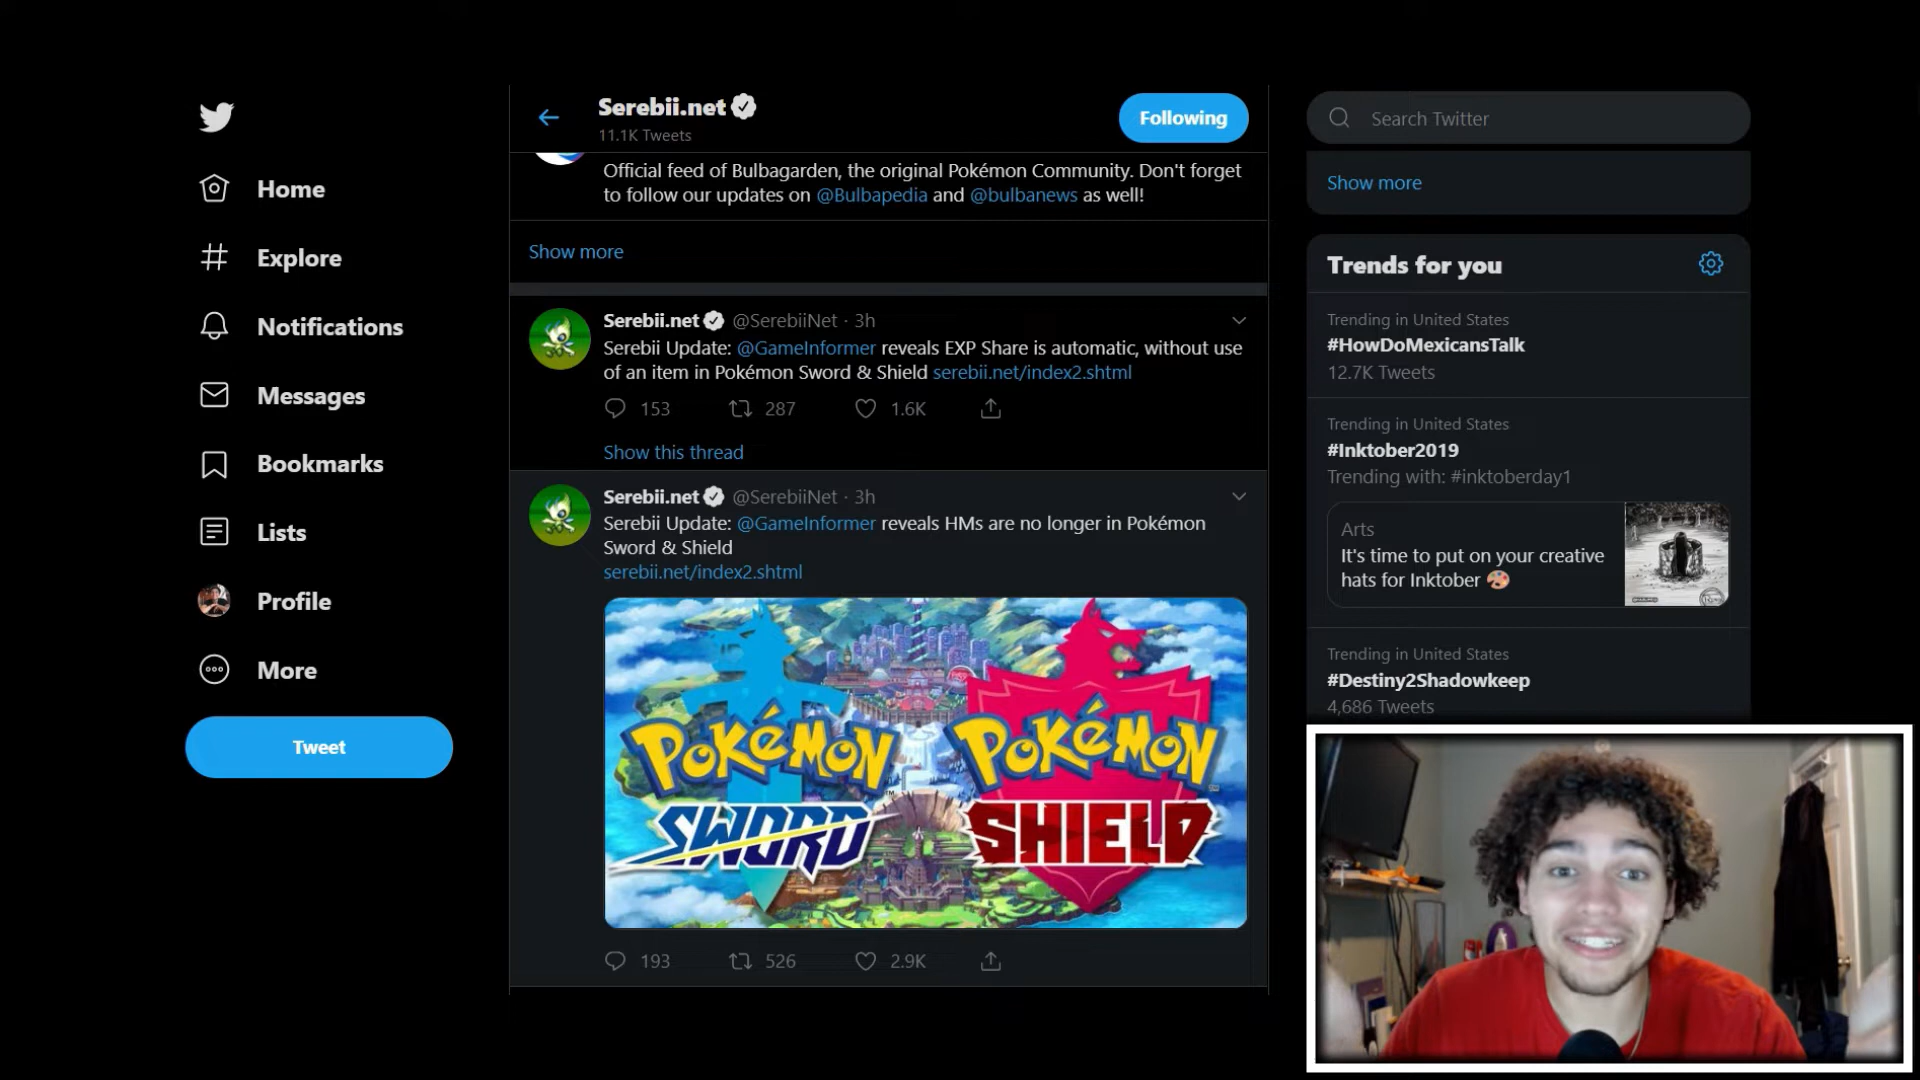 Home
Explore
Notifications
Messages
Bookmarks
Lists
Profile
More
Tweet
Serebii.net
11.1K Tweets
Following
Official feed of Bulbagarden, the original Pokémon Community. Don't forget
to follow our updates on @Bulbapedia and @bulbanews as well!
Show more
Serebii.net @SerebiiNet · 3h
Serebii Update: @GameInformer reveals EXP Share is automatic, without use
of an item in Pokémon Sword & Shield serebii.net/index2.shtml
153 287 1.6K
Show this thread
Serebii.net @SerebiiNet · 3h
Serebii Update: @GameInformer reveals HMs are no longer in Pokémon
Sword & Shield
serebii.net/index2.shtml
POKéMON
SWORD
POKéMON
SHIELD
193 526 2.9K
Search Twitter
Show more
Trends for you
Trending in United States
#HowDoMexicansTalk
12.7K Tweets
Trending in United States
#Inktober2019
Trending with: #inktoberday1
Arts
It's time to put on your creative
hats for Inktober
Trending in United States
#Destiny2Shadowkeep
4,686 Tweets